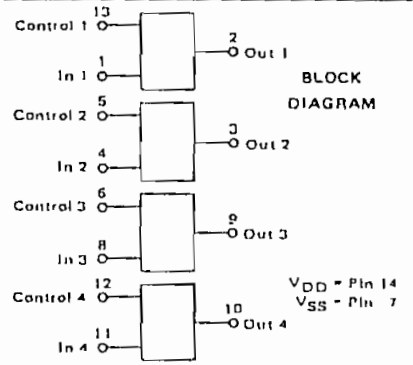 13
Control 1
2
Out 1
1
In 1
BLOCK
DIAGRAM
5
Control 2
3
Out 2
4
In 2
6
Control 3
9
Out 3
8
In 3
VDD = Pin 14
VSS = Pin 7
12
Control 4
10
Out 4
11
In 4